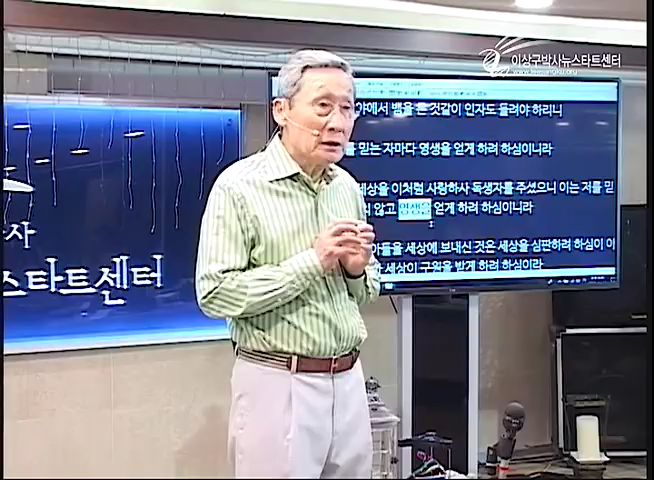 이상구박사뉴스타트센터
야에서 뱀을 든 것같이 인자도 들려야 하리니
를 믿는 자마다 영생을 얻게 하려 하심이니라
세상을 이처럼 사랑하사 독생자를 주셨으니 이는 저를 믿
않고 영생을 얻게 하려 하심이니라
아들을 세상에 보내신 것은 세상을 심판하려 하심이 아
세상이 구원을 받게 하려 하심이라
사
스타트센터